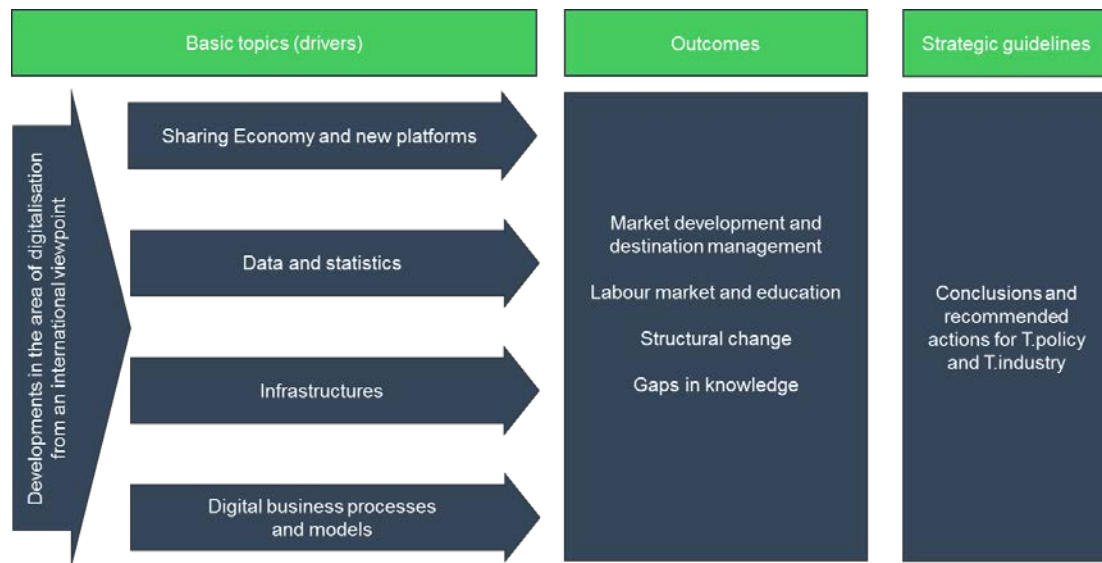 Basic topics (drivers)
Outcomes
Strategic guidelines
Developments in the area of digitalisation
from an international viewpoint
Sharing Economy and new platforms
Data and statistics
Infrastructures
Digital business processes
and models
Market development and
destination management
Labour market and education
Structural change
Gaps in knowledge
Conclusions and
recommended
actions for T.policy
and T.industry